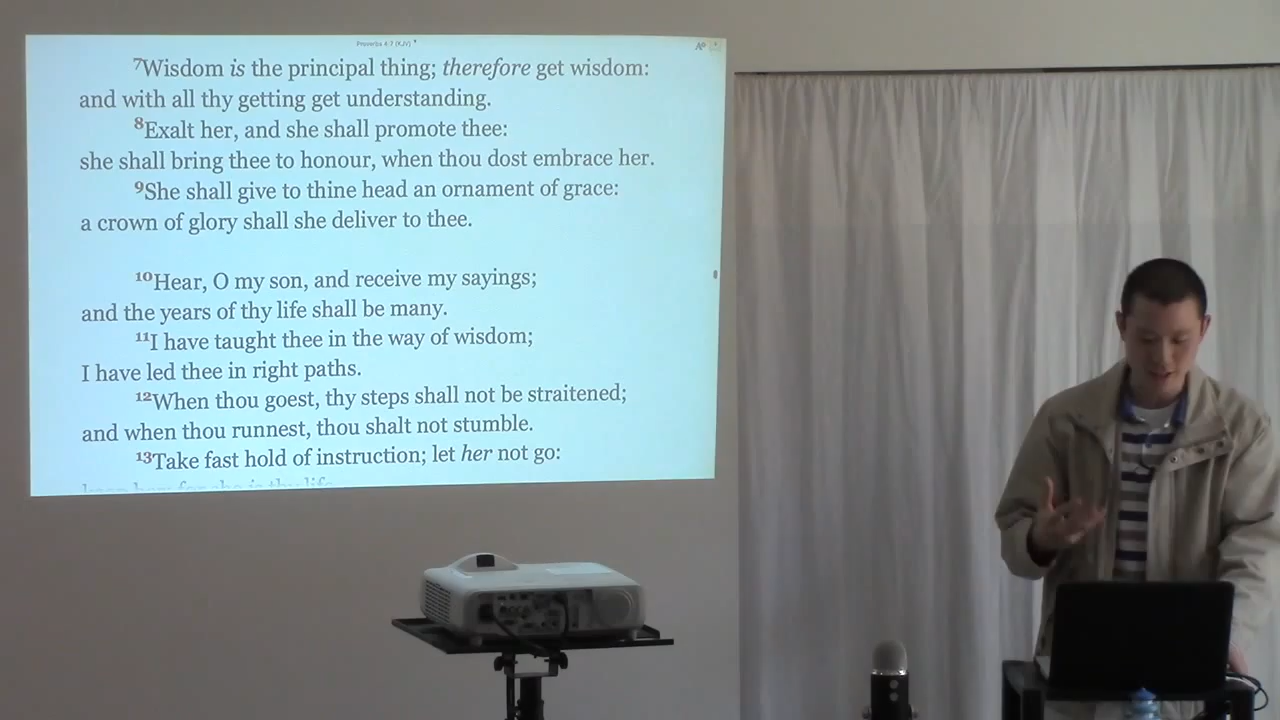 Proverbs 4:7 (KJV)
7Wisdom is the principal thing; therefore get wisdom:
and with all thy getting get understanding.
8Exalt her, and she shall promote thee:
she shall bring thee to honour, when thou dost embrace her.
9She shall give to thine head an ornament of grace:
a crown of glory shall she deliver to thee.
10Hear, O my son, and receive my sayings;
and the years of thy life shall be many.
11I have taught thee in the way of wisdom;
I have led thee in right paths.
12When thou goest, thy steps shall not be straitened;
and when thou runnest, thou shalt not stumble.
13Take fast hold of instruction; let her not go: